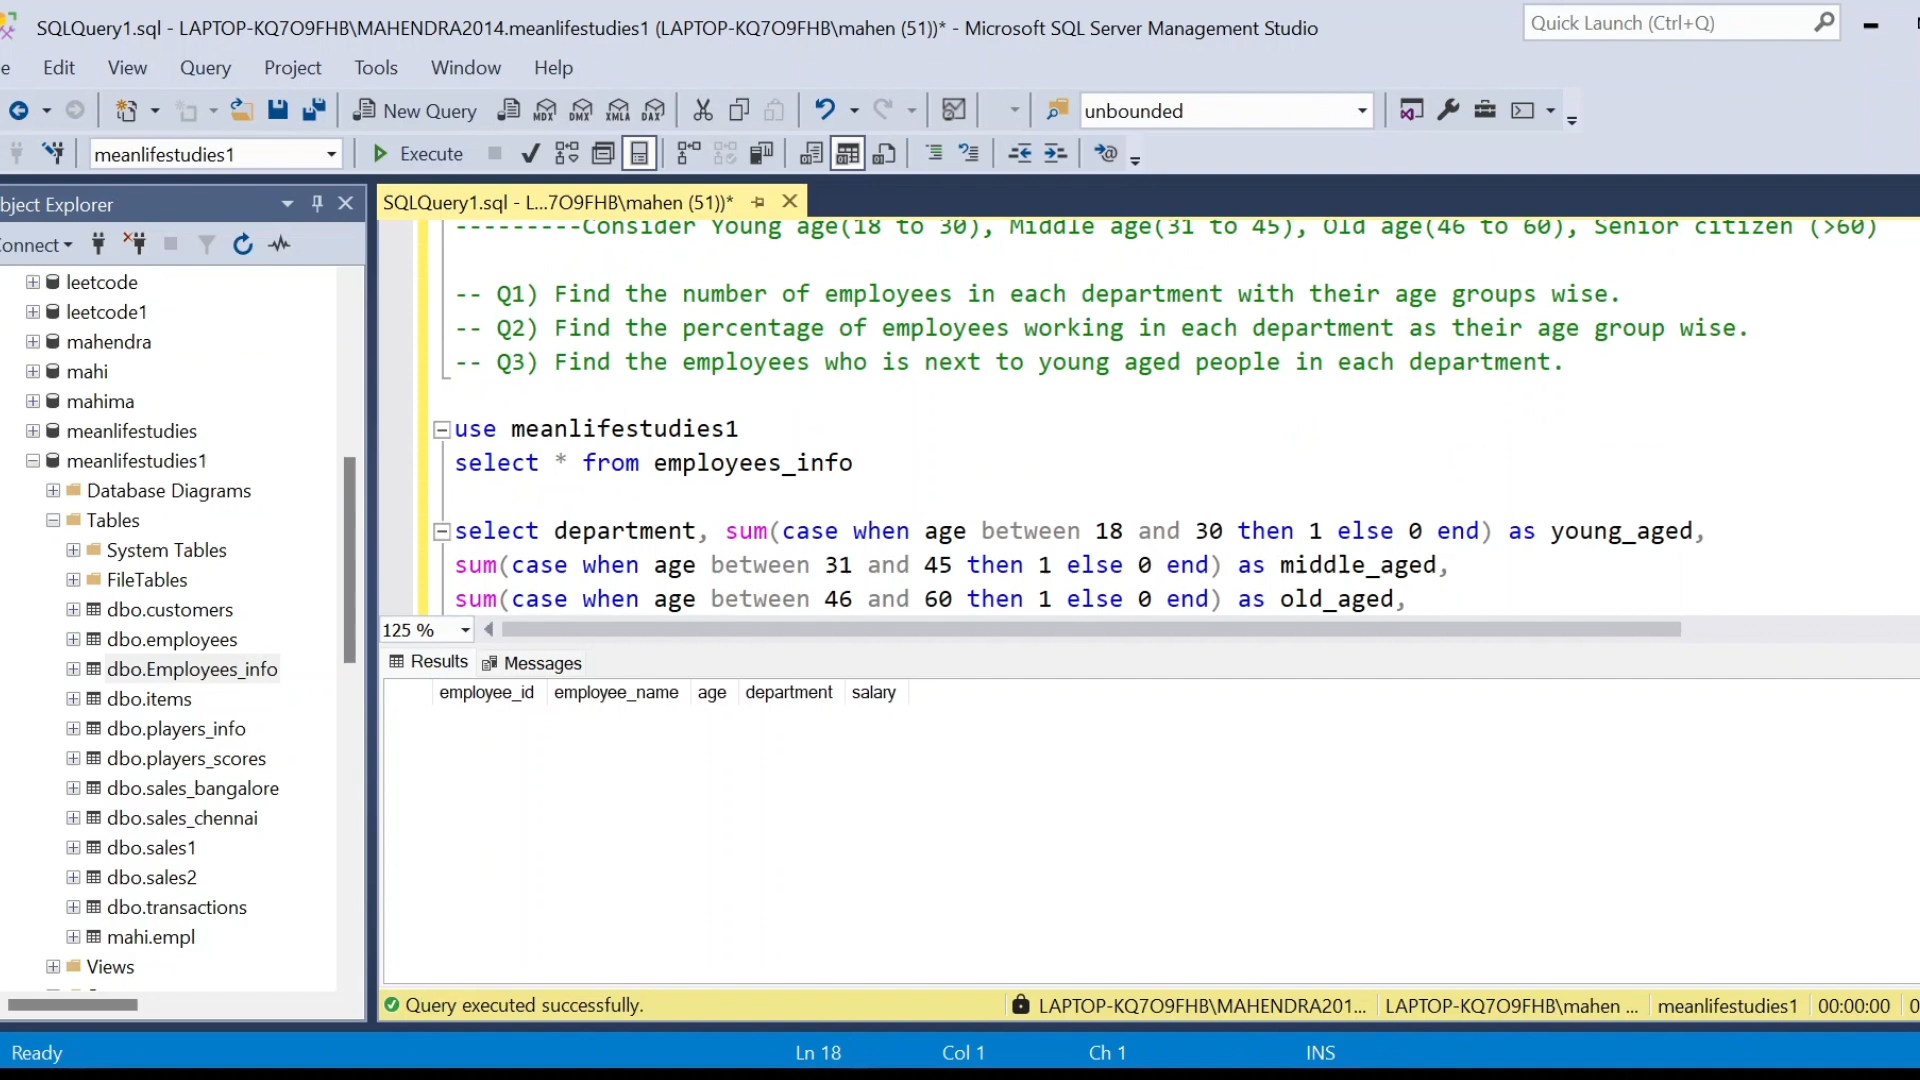 SQLQuery1.sql - LAPTOP-KQ7O9FHB\MAHENDRA2014.meanlifestudies1 (LAPTOP-KQ7O9FHB\mahen (51))* - Microsoft SQL Server Management Studio
Quick Launch (Ctrl+Q)
e Edit View Query Project Tools Window Help
New Query MDX DMX XMLA DAX unbounded
meanlifestudies1 Execute
bject Explorer
onnect
leetcode
leetcode1
mahendra
mahi
mahima
meanlifestudies
meanlifestudies1
Database Diagrams
Tables
System Tables
FileTables
dbo.customers
dbo.employees
dbo.Employees_info
dbo.items
dbo.players_info
dbo.players_scores
dbo.sales_bangalore
dbo.sales_chennai
dbo.sales1
dbo.sales2
dbo.transactions
mahi.empl
Views
SQLQuery1.sql - L...7O9FHB\mahen (51))*
---------Consider Young age(18 to 30), Middle age(31 to 45), Old age(46 to 60), Senior citizen (>60)
-- Q1) Find the number of employees in each department with their age groups wise.
-- Q2) Find the percentage of employees working in each department as their age group wise.
-- Q3) Find the employees who is next to young aged people in each department.
use meanlifestudies1
select * from employees_info
select department, sum(case when age between 18 and 30 then 1 else 0 end) as young_aged,
sum(case when age between 31 and 45 then 1 else 0 end) as middle_aged,
sum(case when age between 46 and 60 then 1 else 0 end) as old_aged,
125 %
Results Messages
employee_id employee_name age department salary
Query executed successfully. LAPTOP-KQ7O9FHB\MAHENDRA201... LAPTOP-KQ7O9FHB\mahen ... meanlifestudies1 00:00:00 0
Ready Ln 18 Col 1 Ch 1 INS